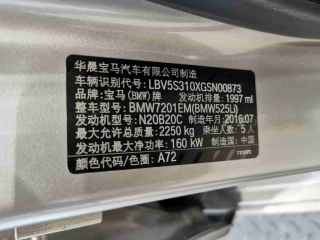 华晨宝马汽车有限公司制造
车辆识别代号: LBV5S310XGSN00873
品牌: 宝马(BMW)牌 发动机排量: 1997 ml
整车型号: BMW7201EM(BMW525Li)
发动机型号: N20B20C 制造年月: 2016.07
最大允许总质量: 2250 kg 乘坐人数: 5 人
发动机最大净功率: 160 kW 制造国: 中国
颜色代号/色圈: A72